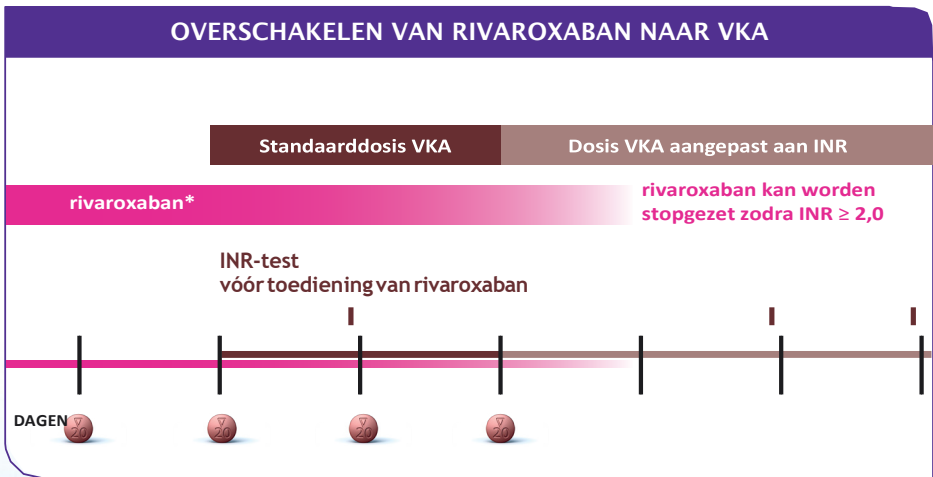 OVERSCHAKELEN VAN RIVAROXABAN NAAR VKA
Standaarddosis VKA
Dosis VKA aangepast aan INR
rivaroxaban*
rivaroxaban kan worden
stopgezet zodra INR ≥ 2,0
INR-test
vóór toediening van rivaroxaban
DAGEN
20
20
20
20